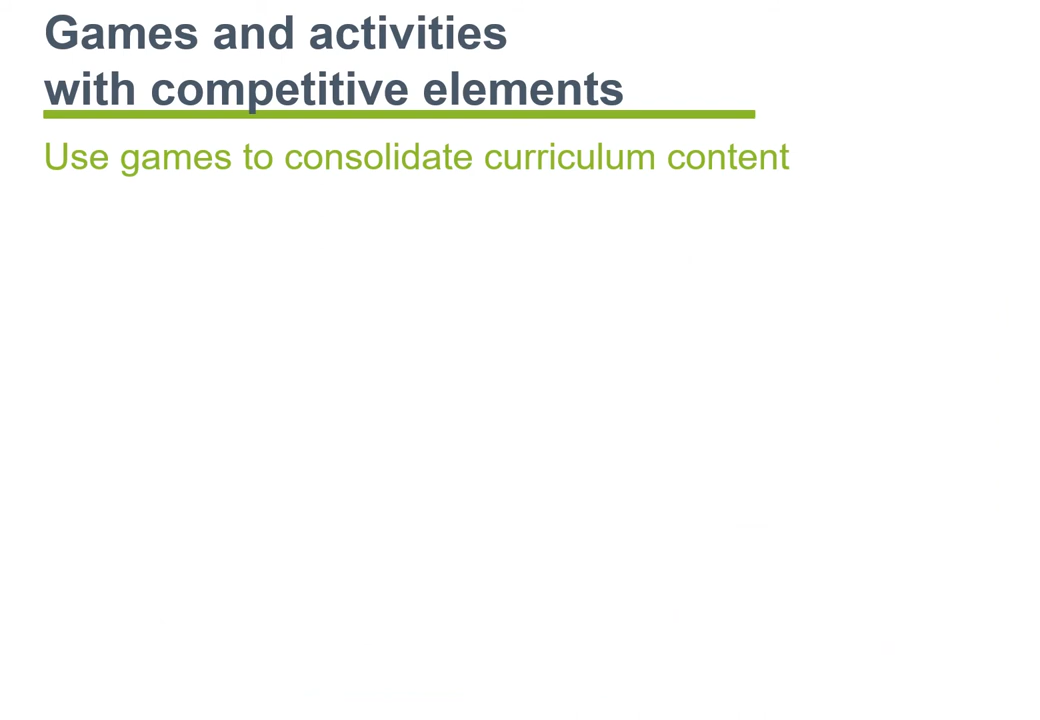 Games and activities
with competitive elements
Use games to consolidate curriculum content